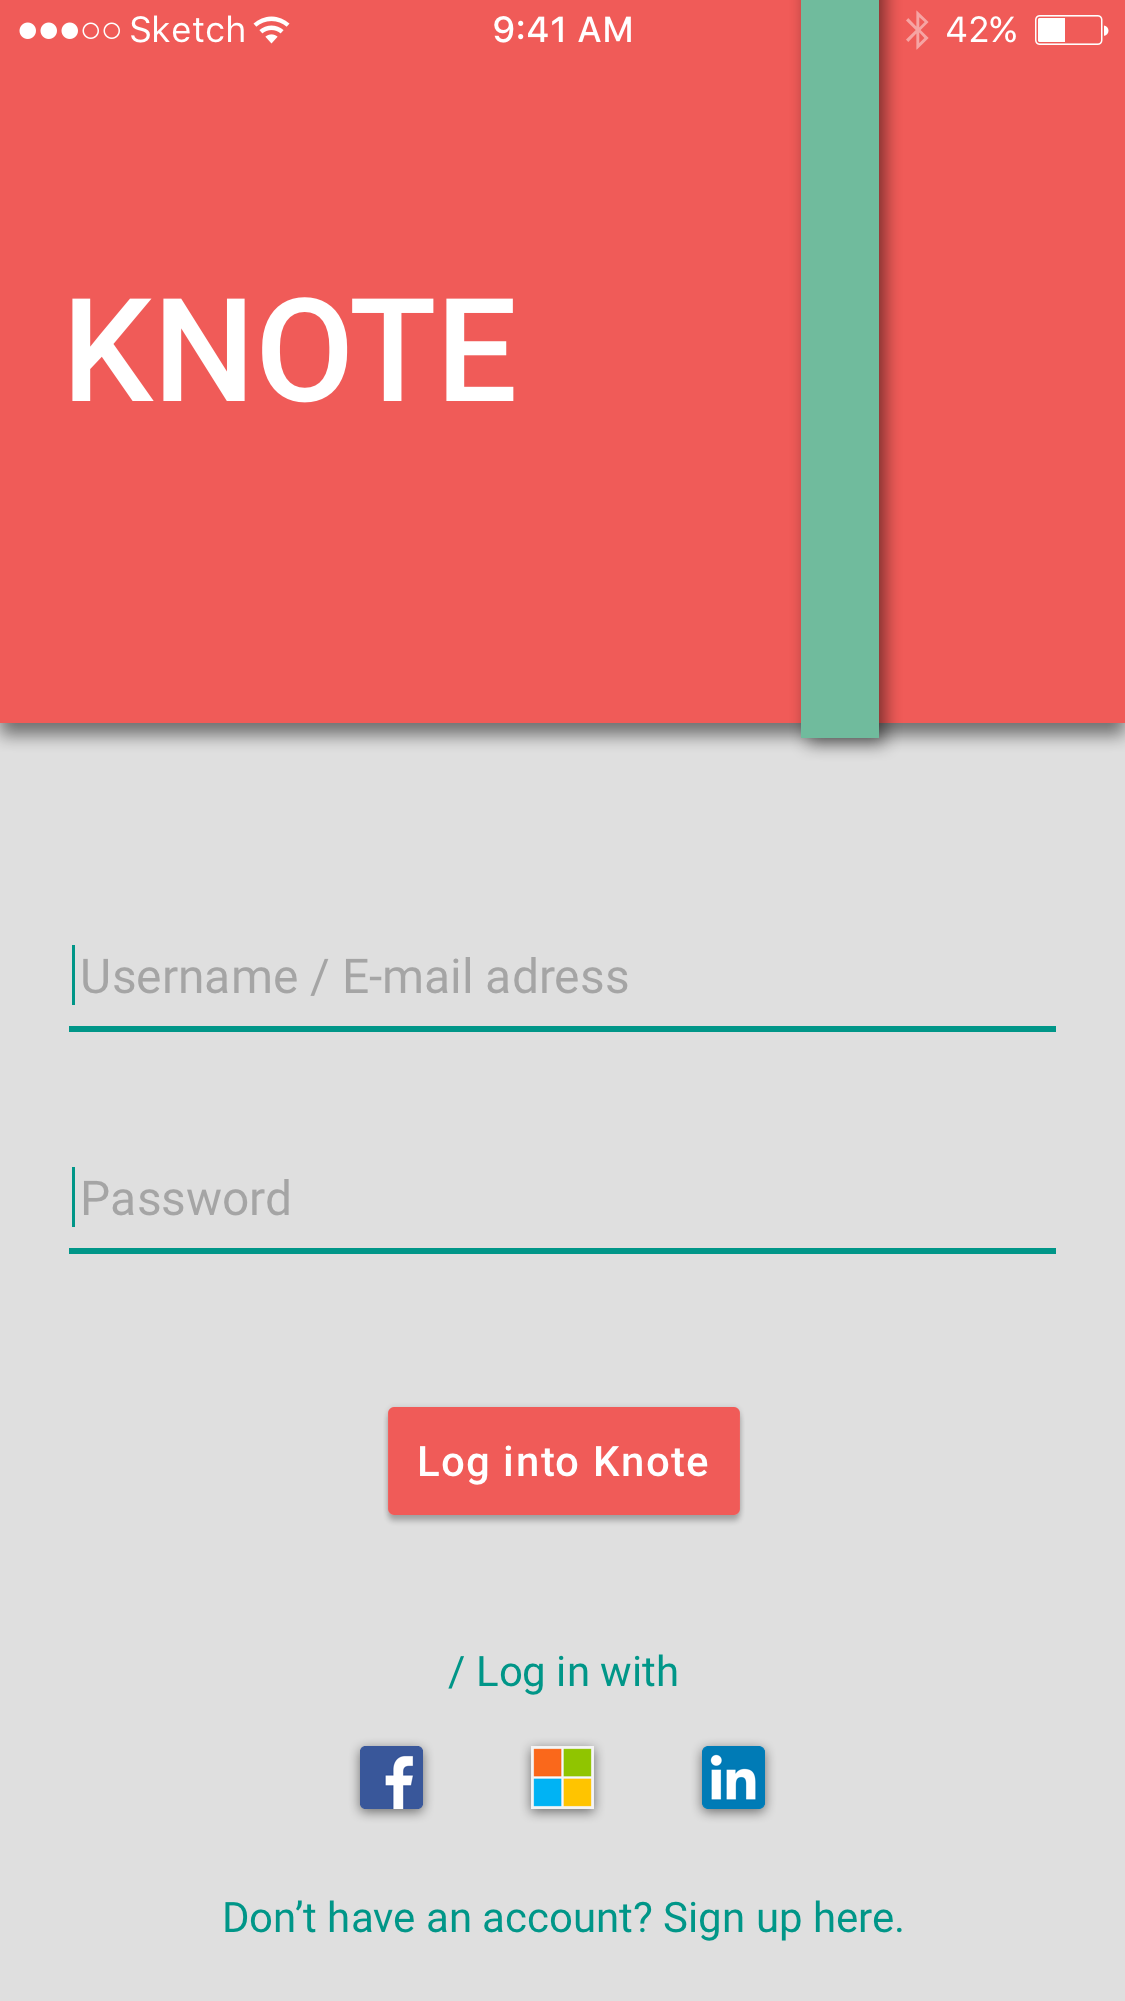 Sketch 9:41 AM 42%
KNOTE
Username / E-mail adress
Password
Log into Knote
/ Log in with
f in
Don’t have an account? Sign up here.